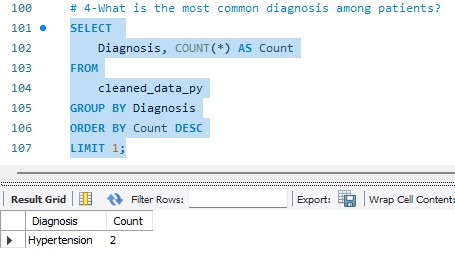 100 # 4-What is the most common diagnosis among patients?
101 SELECT
102 Diagnosis, COUNT(*) AS Count
103 FROM
104 cleaned_data_py
105 GROUP BY Diagnosis
106 ORDER BY Count DESC
107 LIMIT 1;
Result Grid Filter Rows: Export: Wrap Cell Content:
Diagnosis Count
Hypertension 2